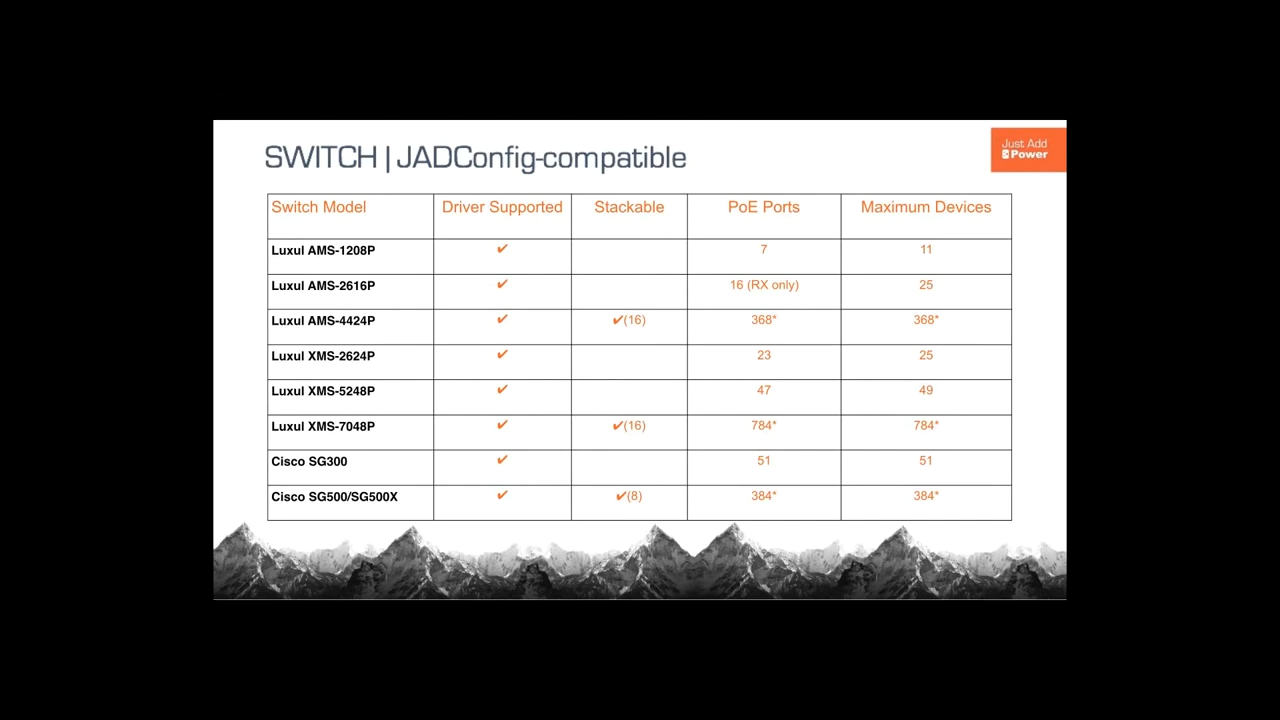 SWITCH | JADConfig-compatible
Just Add
Power
Switch Model Driver Supported Stackable PoE Ports Maximum Devices
Luxul AMS-1208P ✔ 7 11
Luxul AMS-2616P ✔ 16 (RX only) 25
Luxul AMS-4424P ✔ ✔(16) 368* 368*
Luxul XMS-2624P ✔ 23 25
Luxul XMS-5248P ✔ 47 49
Luxul XMS-7048P ✔ ✔(16) 784* 784*
Cisco SG300 ✔ 51 51
Cisco SG500/SG500X ✔ ✔(8) 384* 384*